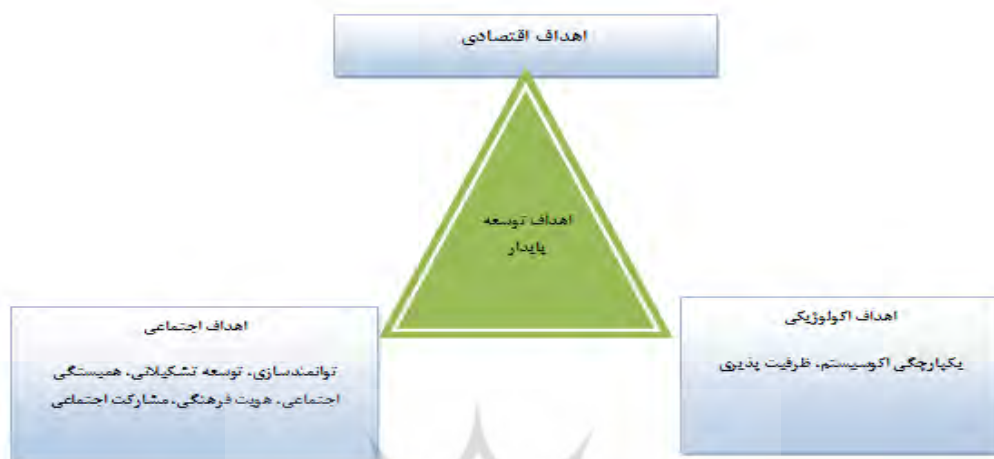 اهداف اقتصادی
اهداف توسعه
پایدار
اهداف اکولوژیکی
یکپارچگی اکوسیستم، ظرفیت پذیری
اهداف اجتماعی
توانمندسازی، توسعه تشکیلاتی، همبستگی
اجتماعی، هویت فرهنگی، مشارکت اجتماعی